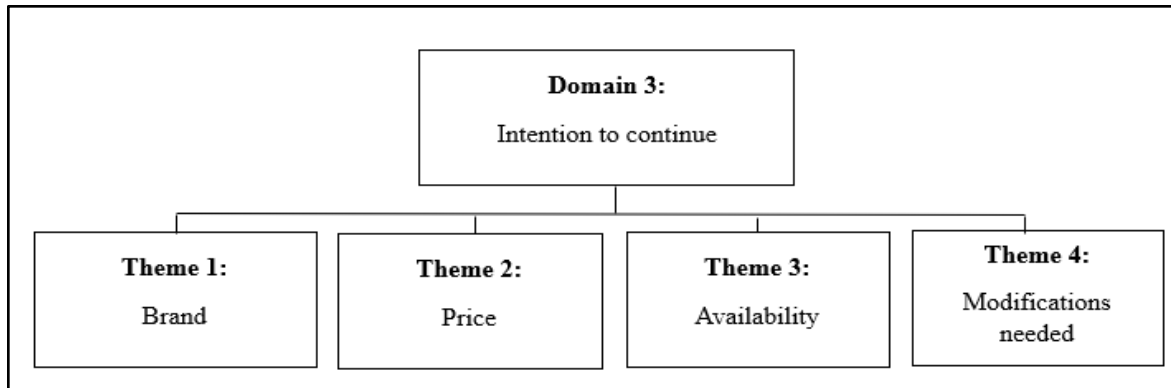 Domain 3:
Intention to continue
Theme 1:
Brand
Theme 2:
Price
Theme 3:
Availability
Theme 4:
Modifications
needed